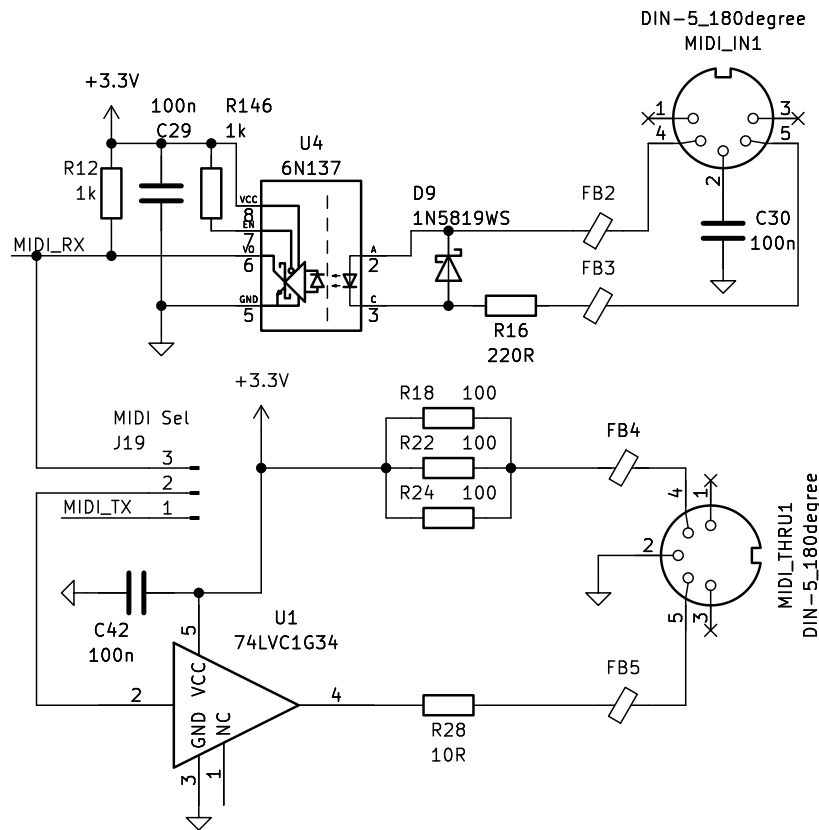 DIN-5_180degree
MIDI_IN1
+3.3V
100n
C29
R146
1k
U4
6N137
R12
1k
1
3
4
5
2
D9
1N5819WS
FB2
C30
100n
VCC
8
EN
7
MIDI_RX
VO
6
A
2
FB3
GND
5
C
3
R16
220R
+3.3V
MIDI Sel
J19
3
2
MIDI_TX
1
R18 100
R22 100
R24 100
FB4
4
1
2
5
3
MIDI_THRU1
DIN-5_180degree
C42
100n
5
U1
74LVC1G34
VCC
2
4
GND
NC
3
1
R28
10R
FB5